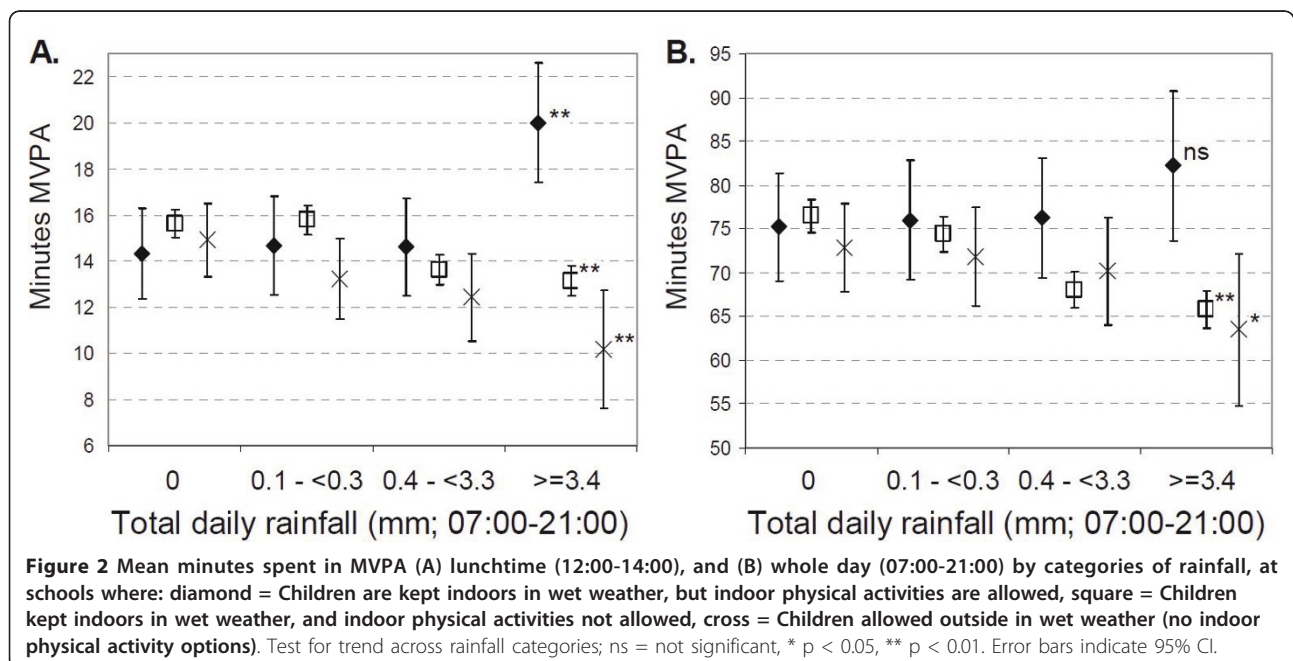 A.
Minutes MVPA
22
20
18
16
14
12
10
8
6
**
**
**
0
0.1 - <0.3
0.4 - <3.3
>=3.4
Total daily rainfall (mm; 07:00-21:00)
B.
Minutes MVPA
95
90
85
80
75
70
65
60
55
50
ns
**
*
0
0.1 - <0.3
0.4 - <3.3
>=3.4
Total daily rainfall (mm; 07:00-21:00)
Figure 2 Mean minutes spent in MVPA (A) lunchtime (12:00-14:00), and (B) whole day (07:00-21:00) by categories of rainfall, at
schools where: diamond = Children are kept indoors in wet weather, but indoor physical activities are allowed, square = Children
kept indoors in wet weather, and indoor physical activities not allowed, cross = Children allowed outside in wet weather (no indoor
physical activity options). Test for trend across rainfall categories; ns = not significant, * p < 0.05, ** p < 0.01. Error bars indicate 95% CI.